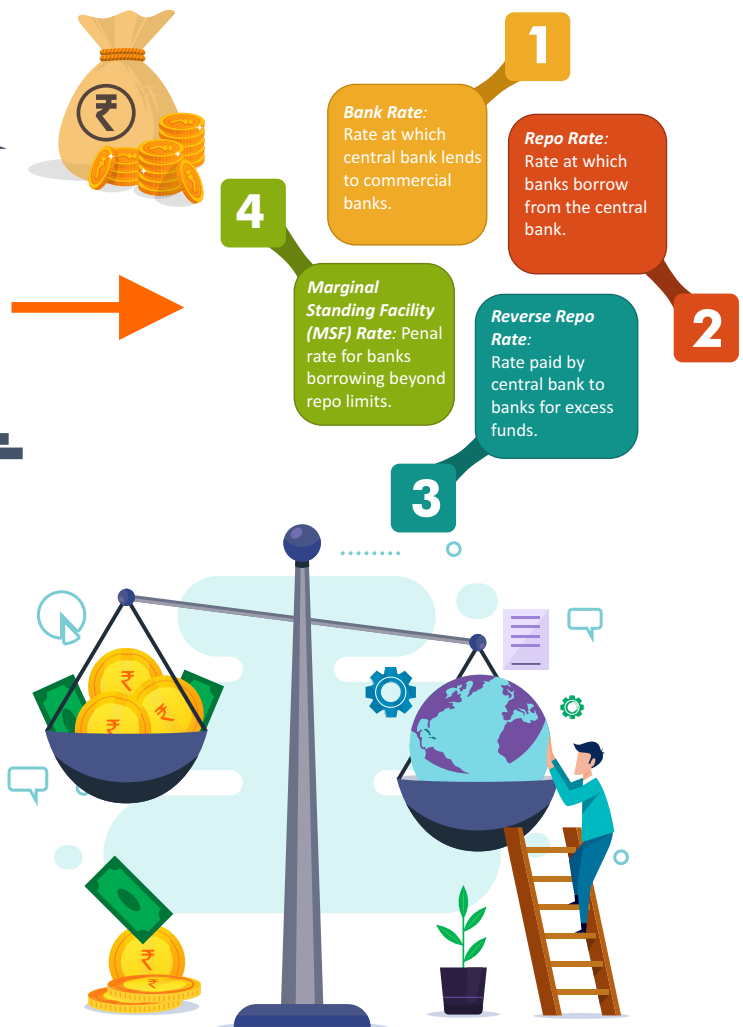 1
Bank Rate:
Rate at which
central bank lends
to commercial
banks.
2
Repo Rate:
Rate at which
banks borrow
from the central
bank.
3
Reverse Repo
Rate:
Rate paid by
central bank to
banks for excess
funds.
4
Marginal
Standing Facility
(MSF) Rate: Penal
rate for banks
borrowing beyond
repo limits.
₹
₹
₹
₹
₹
₹